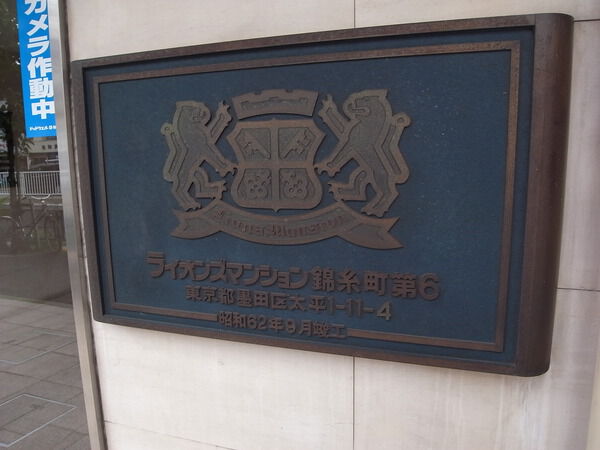 カメラ作動中
Lions Mansion
ライオンズマンション錦糸町第6
東京都墨田区太平1-11-4
昭和62年9月竣工